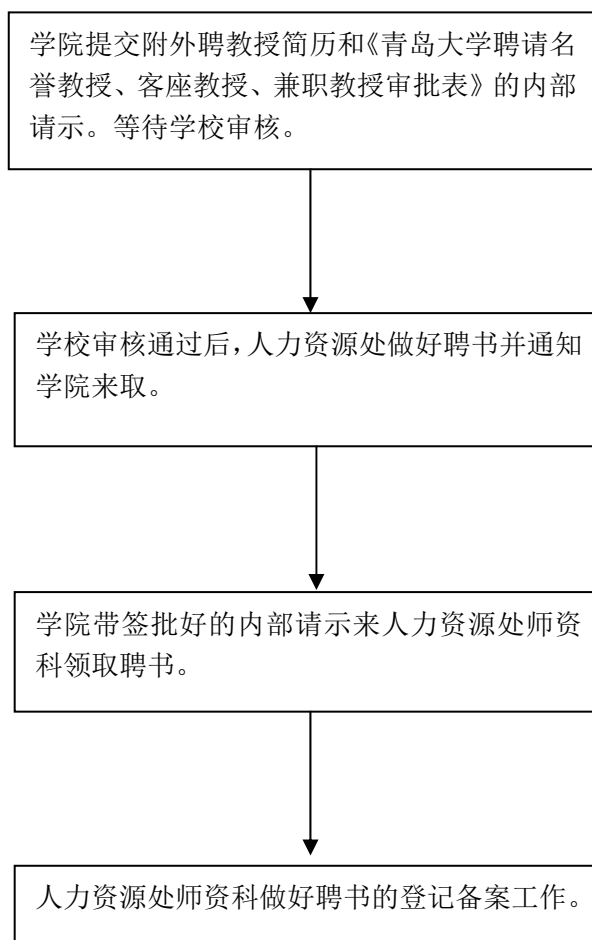 学院提交附外聘教授简历和《青岛大学聘请名
誉教授、客座教授、兼职教授审批表》的内部
请示。等待学校审核。
学校审核通过后，人力资源处做好聘书并通知
学院来取。
学院带签批好的内部请示来人力资源处师资
科领取聘书。
人力资源处师资科做好聘书的登记备案工作。